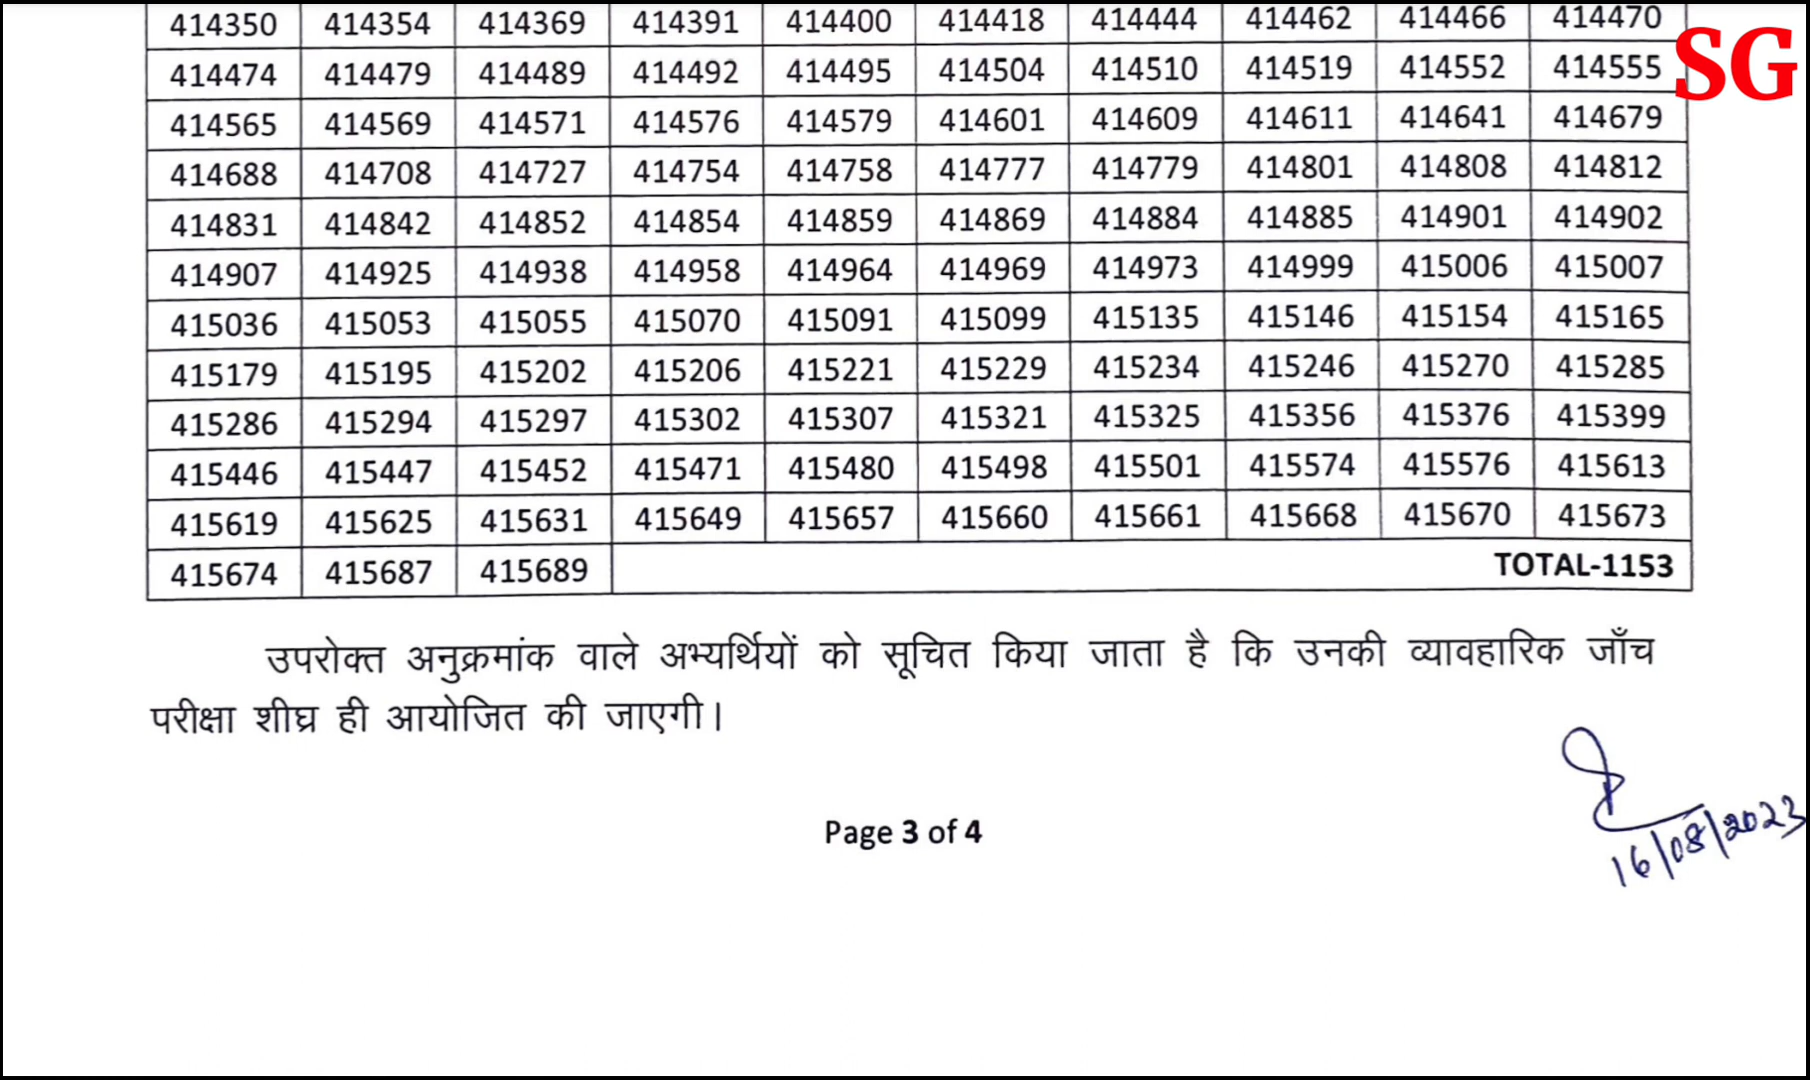 414350 414354 414369 414391 414400 414418 414444 414462 414466 414470
SG
414474 414479 414489 414492 414495 414504 414510 414519 414552 414555
414565 414569 414571 414576 414579 414601 414609 414611 414641 414679
414688 414708 414727 414754 414758 414777 414779 414801 414808 414812
414831 414842 414852 414854 414859 414869 414884 414885 414901 414902
414907 414925 414938 414958 414964 414969 414973 414999 415006 415007
415036 415053 415055 415070 415091 415099 415135 415146 415154 415165
415179 415195 415202 415206 415221 415229 415234 415246 415270 415285
415286 415294 415297 415302 415307 415321 415325 415356 415376 415399
415446 415447 415452 415471 415480 415498 415501 415574 415576 415613
415619 415625 415631 415649 415657 415660 415661 415668 415670 415673
415674 415687 415689 TOTAL-1153
उपरोक्त अनुक्रमांक वाले अभ्यर्थियों को सूचित किया जाता है कि उनकी व्यावहारिक जाँच
परीक्षा शीघ्र ही आयोजित की जाएगी।
Page 3 of 4
16/08/2023